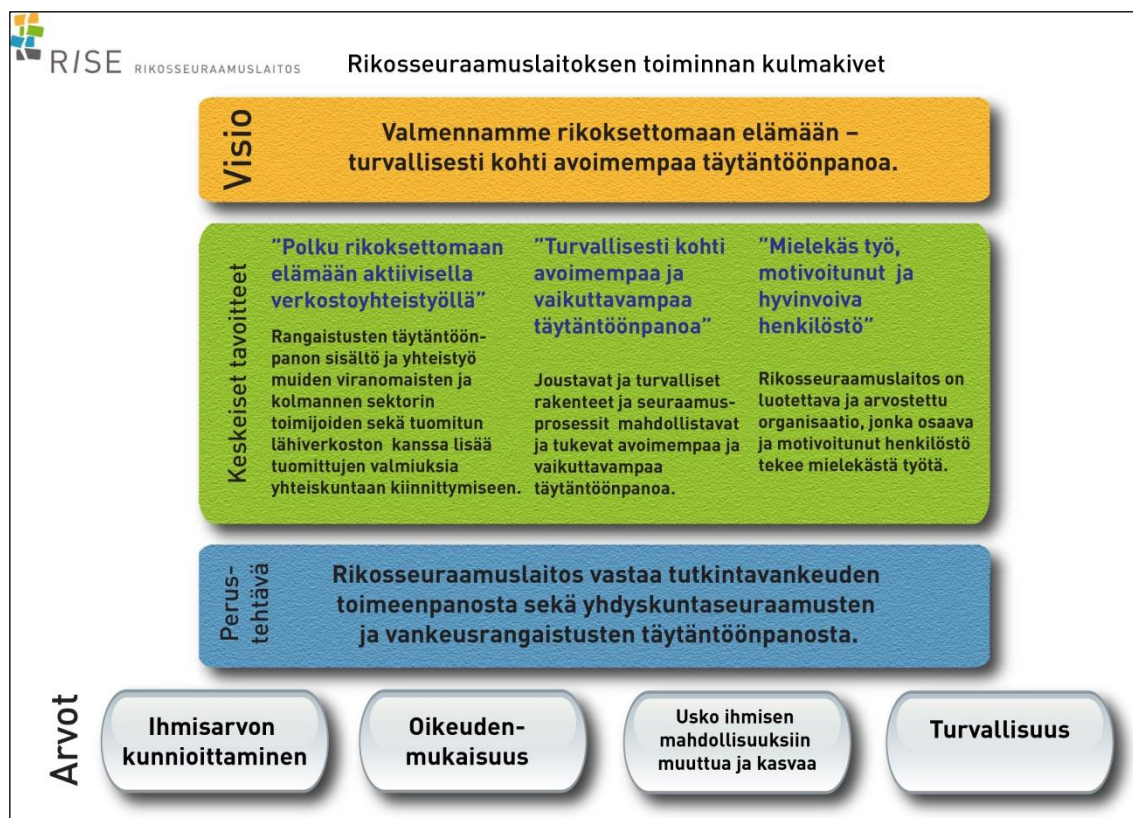 RISE RIKOSSEURAAMUSLAITOS
Rikosseuraamuslaitoksen toiminnan kulmakivet
Visio
Valmennamme rikoksettomaan elämään –
turvallisesti kohti avoimempaa täytäntöönpanoa.
Keskeiset tavoitteet
”Polku rikoksettomaan
elämään aktiivisella
verkostoyhteistyöllä”
Rangaistusten täytäntöön-
panon sisältö ja yhteistyö
muiden viranomaisten ja
kolmannen sektorin
toimijoiden sekä tuomitun
lähiverkoston kanssa lisää
tuomittujen valmiuksia
yhteiskuntaan kiinnittymiseen.
”Turvallisesti kohti
avoimempaa ja
vaikuttavampaa
täytäntöönpanoa”
Joustavat ja turvalliset
rakenteet ja seuraamus-
prosessit mahdollistavat
ja tukevat avoimempaa ja
vaikuttavampaa
täytäntöönpanoa.
”Mielekäs työ,
motivoitunut ja
hyvinvoiva
henkilöstö”
Rikosseuraamuslaitos on
luotettava ja arvostettu
organisaatio, jonka osaava
ja motivoitunut henkilöstö
tekee mielekästä työtä.
Perus-
tehtävä
Rikosseuraamuslaitos vastaa tutkintavankeuden
toimeenpanosta sekä yhdyskuntaseuraamusten
ja vankeusrangaistusten täytäntöönpanosta.
Arvot
Ihmisarvon
kunnioittaminen
Oikeuden-
mukaisuus
Usko ihmisen
mahdollisuuksiin
muuttua ja kasvaa
Turvallisuus